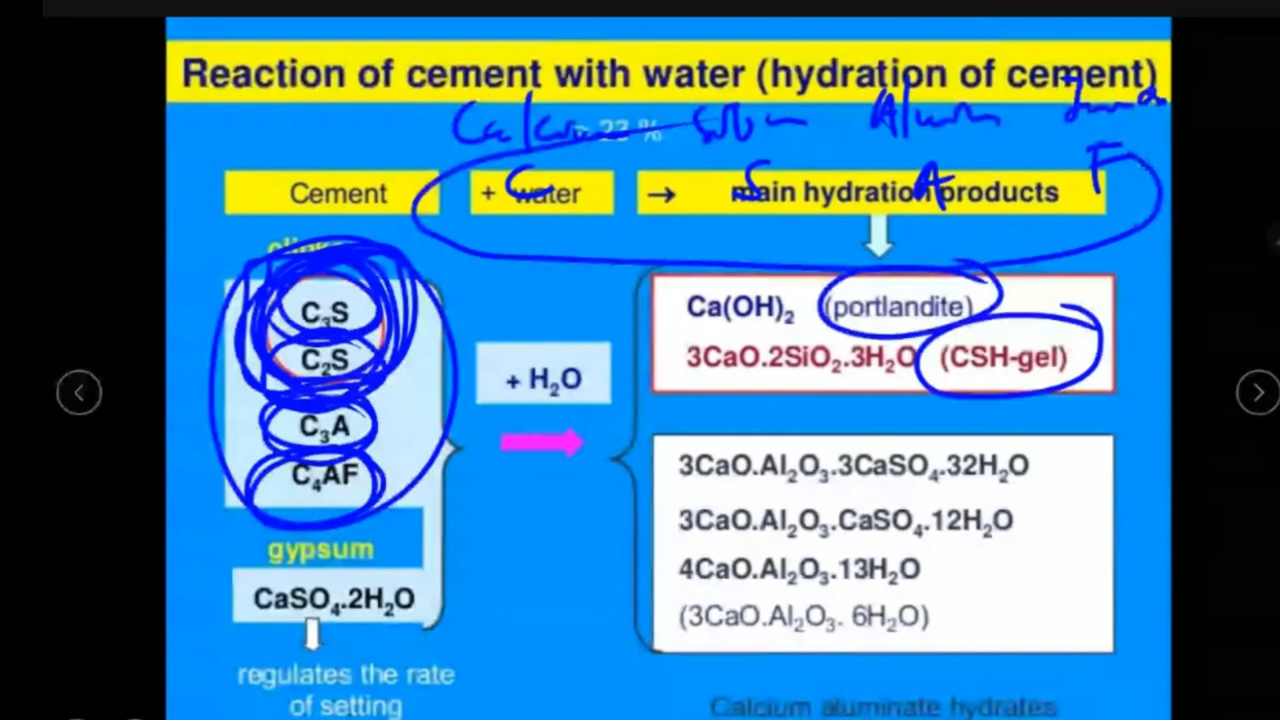 Reaction of cement with water (hydration of cement)
≈ 23 %
Cement + water → main hydration products
C S A F
C₃S
C₂S
C₃A
C₄AF
gypsum
CaSO₄.2H₂O
regulates the rate
of setting
+ H₂O
Ca(OH)₂ (portlandite)
3CaO.2SiO₂.3H₂O (CSH-gel)
3CaO.Al₂O₃.3CaSO₄.32H₂O
3CaO.Al₂O₃.CaSO₄.12H₂O
4CaO.Al₂O₃.13H₂O
(3CaO.Al₂O₃. 6H₂O)
Calcium aluminate hydrates